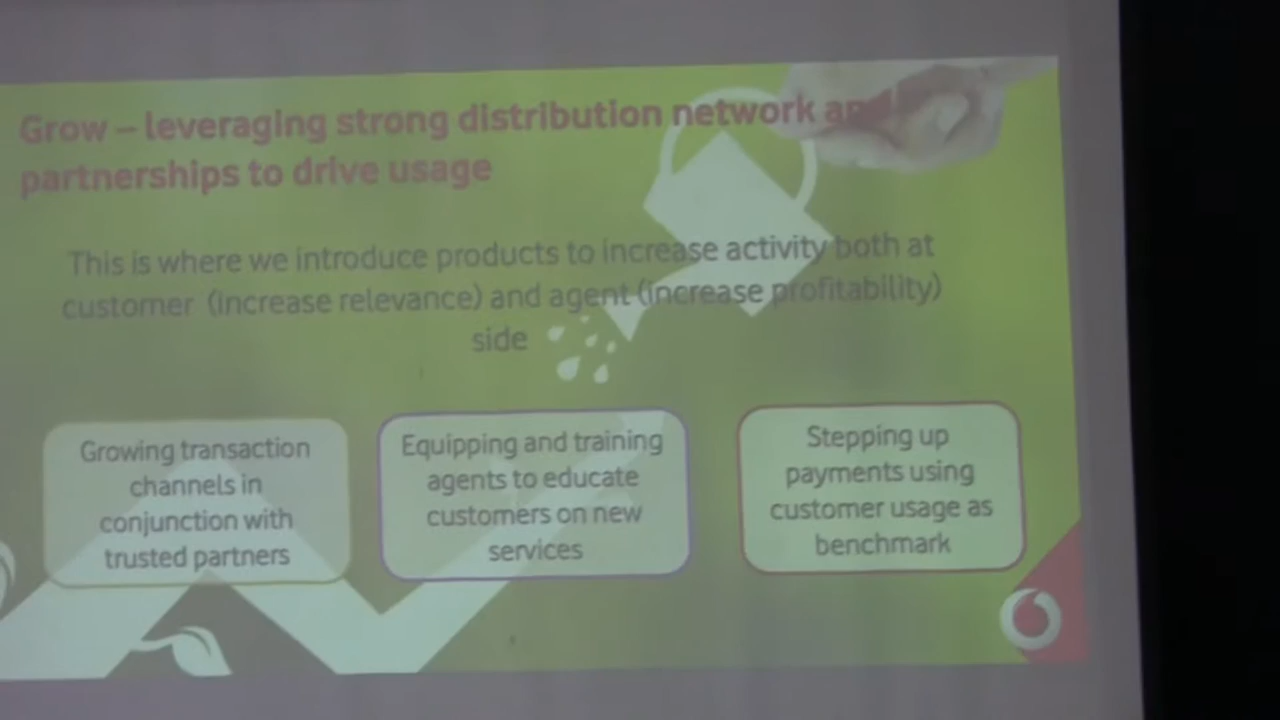 Grow – leveraging strong distribution network and
partnerships to drive usage
This is where we introduce products to increase activity both at
customer (increase relevance) and agent (increase profitability)
side
Growing transaction
channels in
conjunction with
trusted partners
Equipping and training
agents to educate
customers on new
services
Stepping up
payments using
customer usage as
benchmark